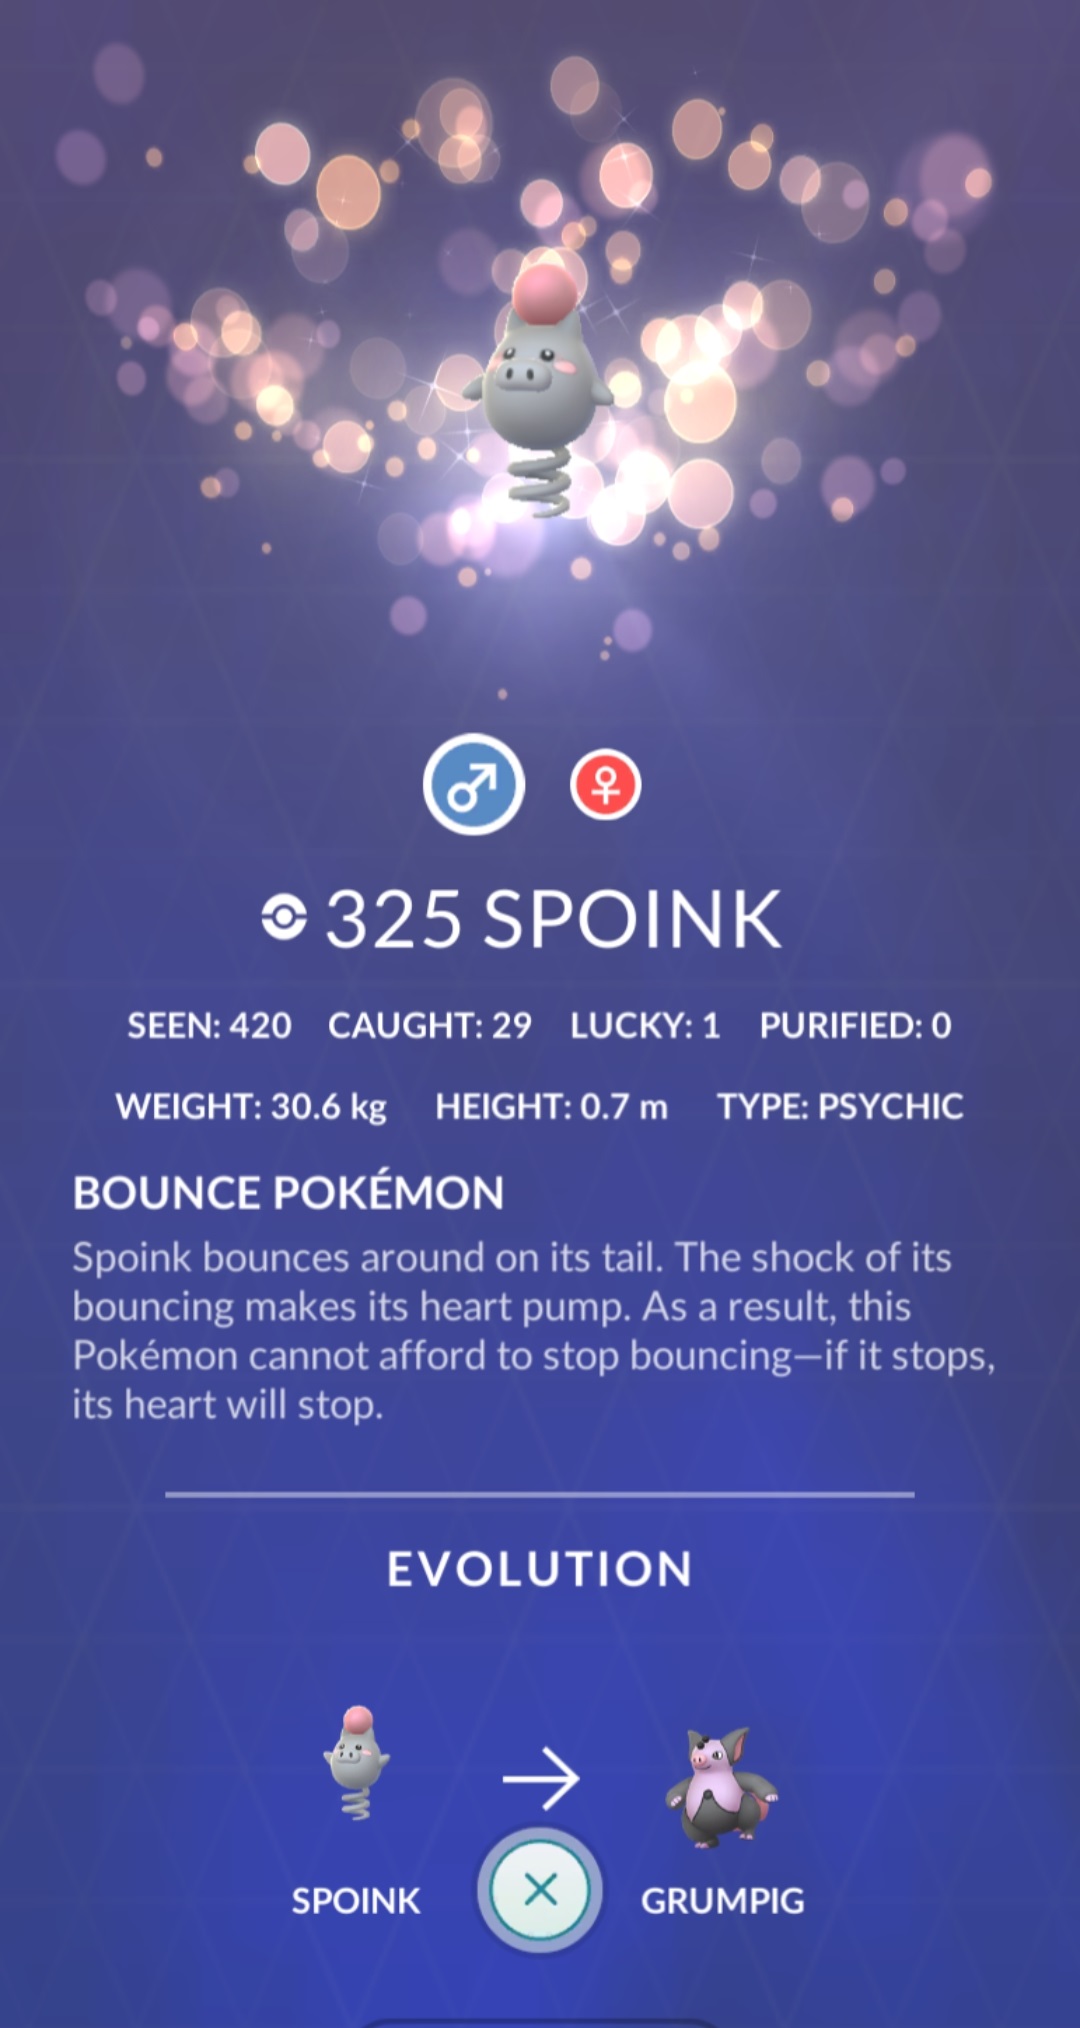 325 SPOINK
SEEN: 420 CAUGHT: 29 LUCKY: 1 PURIFIED: 0
WEIGHT: 30.6 kg HEIGHT: 0.7 m TYPE: PSYCHIC
BOUNCE POKÉMON
Spoink bounces around on its tail. The shock of its
bouncing makes its heart pump. As a result, this
Pokémon cannot afford to stop bouncing—if it stops,
its heart will stop.
EVOLUTION
SPOINK GRUMPIG